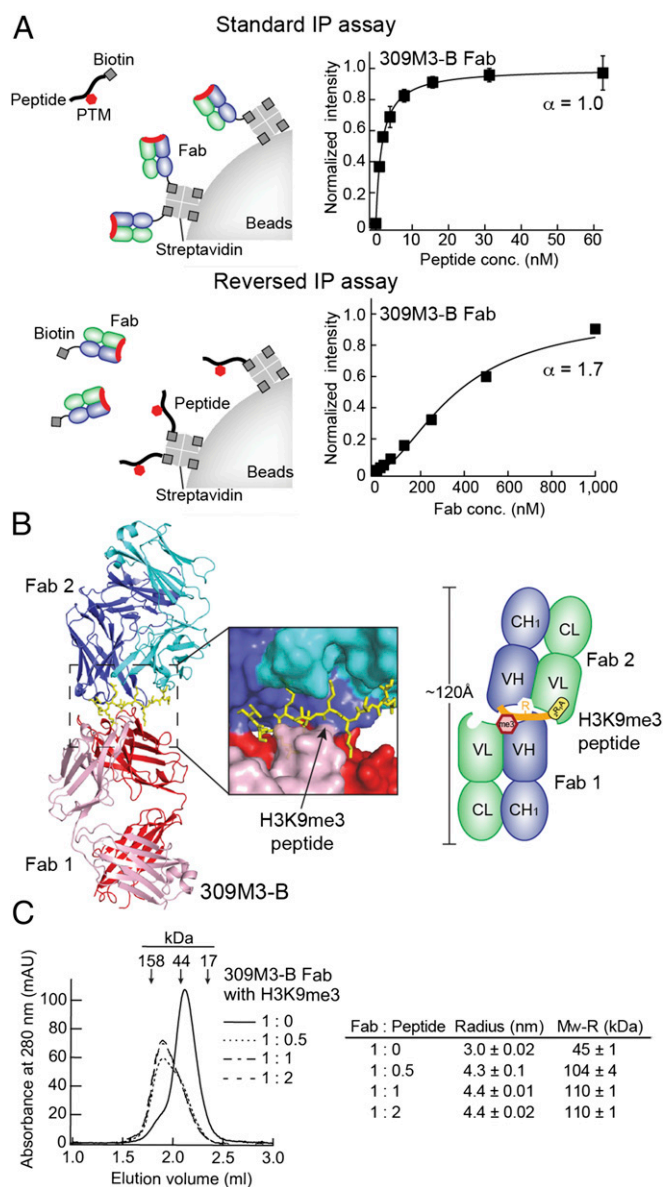 A
Standard IP assay
Biotin
Peptide
PTM
Fab
Streptavidin
Beads
309M3-B Fab
α = 1.0
Normalized intensity
1.0
0.8
0.6
0.4
0.2
0
0 10 20 30 40 50 60
Peptide conc. (nM)
Reversed IP assay
Fab
Biotin
Peptide
Streptavidin
Beads
309M3-B Fab
α = 1.7
Normalized intensity
1.0
0.8
0.6
0.4
0.2
0
0 200 400 600 800 1,000
Fab conc. (nM)
B
Fab 2
Fab 1
309M3-B
H3K9me3
peptide
~120Å
CH1
CL
Fab 2
VH
VL
R
me3
H3K9me3
peptide
VL
VH
Fab 1
CL
CH1
C
kDa
158 44 17
309M3-B Fab
with H3K9me3
1 : 0
1 : 0.5
1 : 1
1 : 2
Absorbance at 280 nm (mAU)
100
80
60
40
20
0
1.0 1.5 2.0 2.5 3.0
Elution volume (ml)
Fab : Peptide Radius (nm) Mw-R (kDa)
1 : 0 3.0 ± 0.02 45 ± 1
1 : 0.5 4.3 ± 0.1 104 ± 4
1 : 1 4.4 ± 0.01 110 ± 1
1 : 2 4.4 ± 0.02 110 ± 1